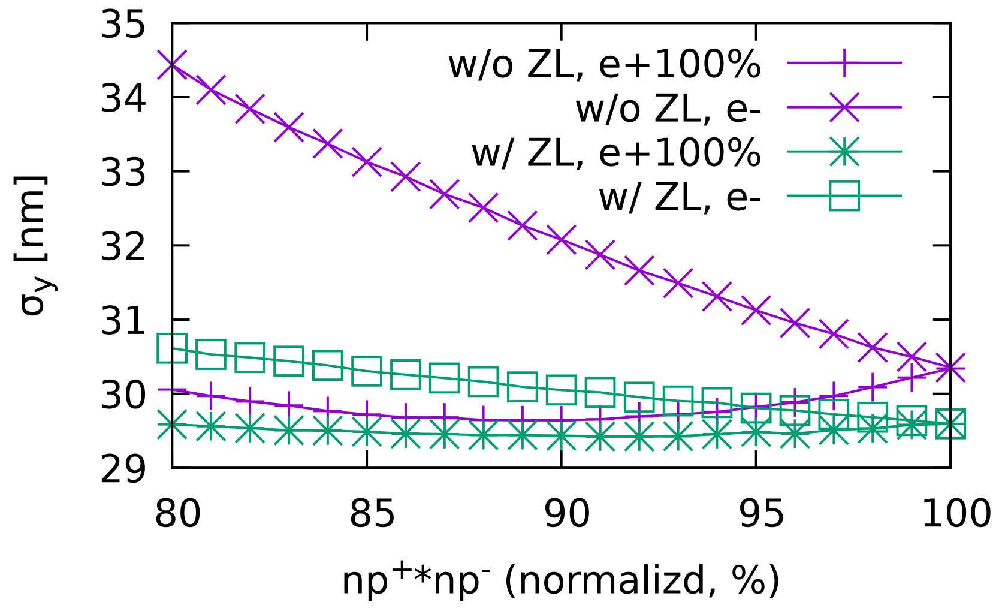 35
34
33
32
31
30
29
σy [nm]
w/o ZL, e+100%
w/o ZL, e-
w/ ZL, e+100%
w/ ZL, e-
80 85 90 95 100
np+*np- (normalizd, %)